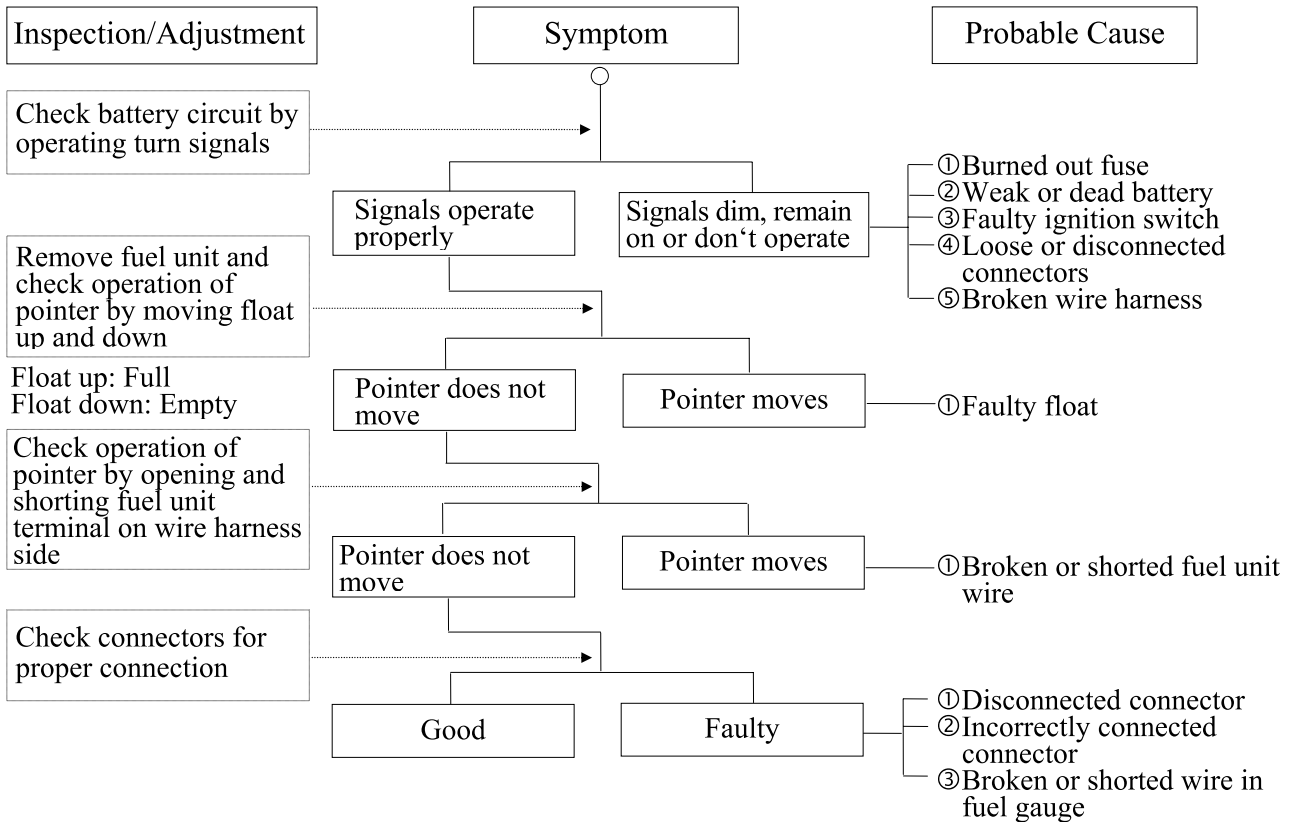 Inspection/Adjustment
Symptom
Probable Cause
Check battery circuit by
operating turn signals
Signals operate
properly
Signals dim, remain
on or don‘t operate
①Burned out fuse
②Weak or dead battery
③Faulty ignition switch
④Loose or disconnected
connectors
⑤Broken wire harness
Remove fuel unit and
check operation of
pointer by moving float
up and down
Float up: Full
Float down: Empty
Pointer does not
move
Pointer moves
①Faulty float
Check operation of
pointer by opening and
shorting fuel unit
terminal on wire harness
side
Pointer does not
move
Pointer moves
①Broken or shorted fuel unit
wire
Check connectors for
proper connection
Good
Faulty
①Disconnected connector
②Incorrectly connected
connector
③Broken or shorted wire in
fuel gauge